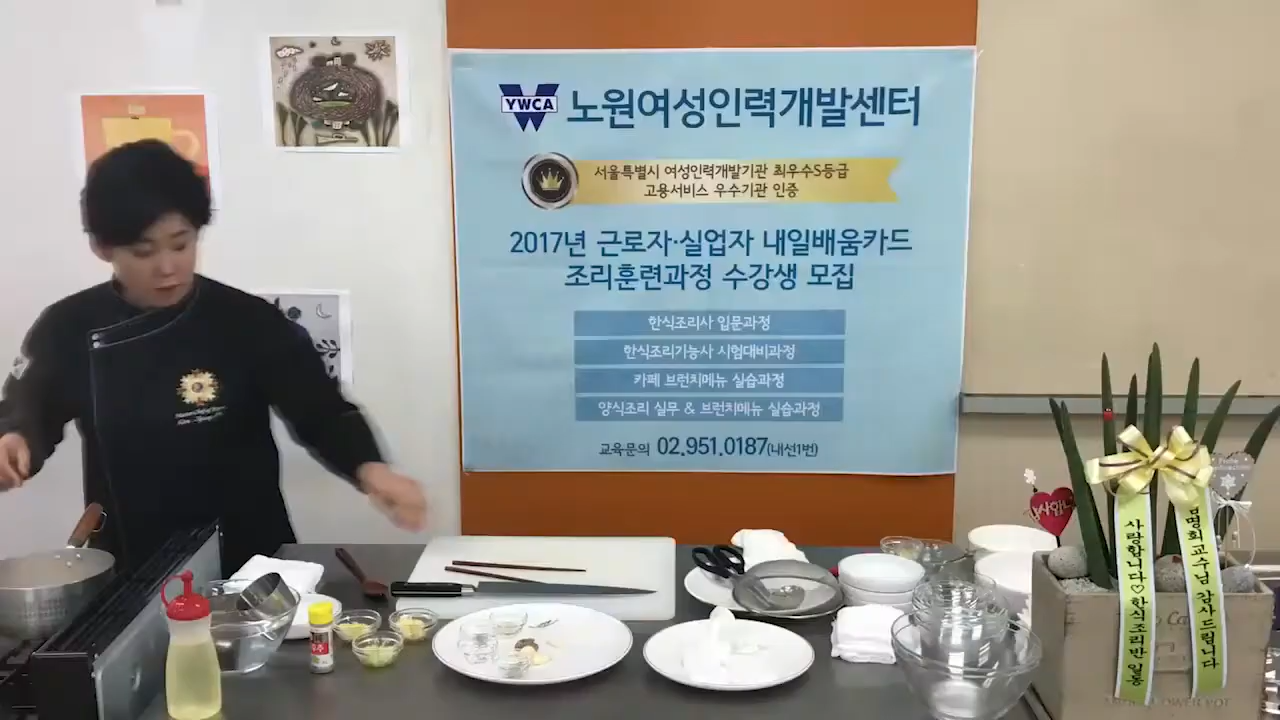 YWCA 노원여성인력개발센터
서울특별시 여성인력개발기관 최우수S등급
고용서비스 우수기관 인증
2017년 근로자·실업자 내일배움카드
조리훈련과정 수강생 모집
한식조리사 입문과정
한식조리기능사 시험대비과정
카페 브런치메뉴 실습과정
양식조리 실무 & 브런치메뉴 실습과정
교육문의 02.951.0187(내선1번)
사랑합니다♡한식조리반 일동
명희교수님 감사드립니다